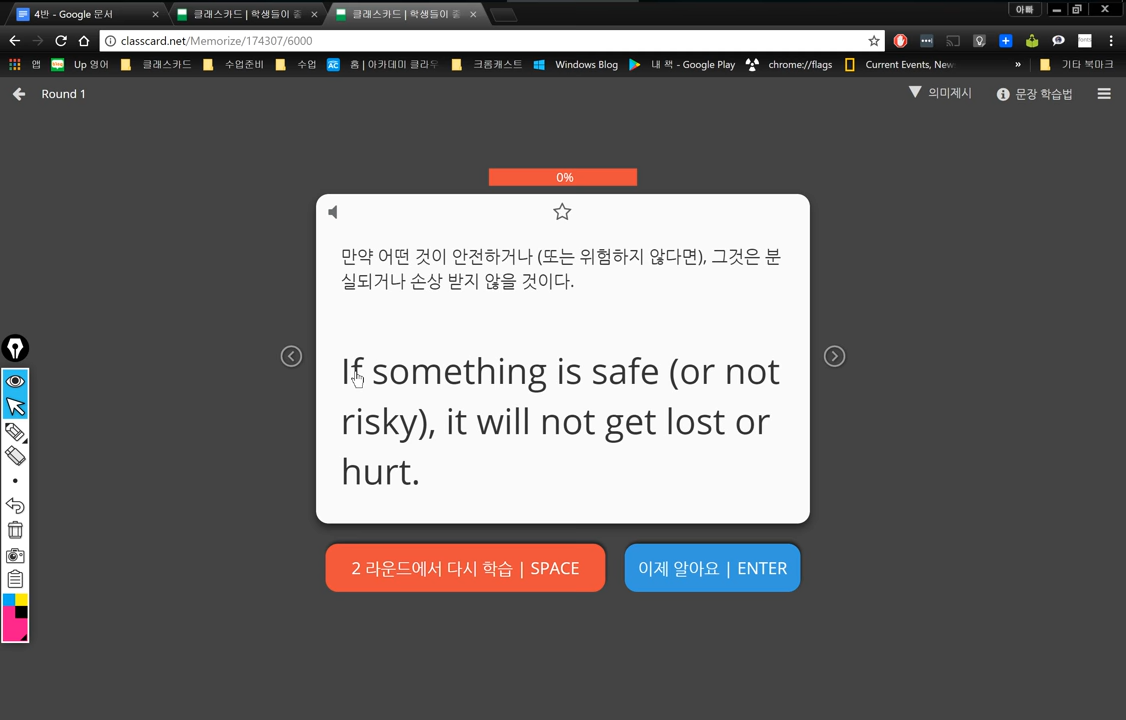 4반 - Google 문서
클래스카드 | 학생들이 좋
클래스카드 | 학생들이 좋
아빠
classcard.net/Memorize/174307/6000
앱
Up 영어
클래스카드
수업준비
수업
홈 | 아카데미 클라우
크롬캐스트
Windows Blog
내 책 - Google Play
chrome://flags
Current Events, New
»
기타 북마크
Round 1
의미제시
문장 학습법
0%
만약 어떤 것이 안전하거나 (또는 위험하지 않다면), 그것은 분
실되거나 손상 받지 않을 것이다.
If something is safe (or not
risky), it will not get lost or
hurt.
2 라운드에서 다시 학습 | SPACE
이제 알아요 | ENTER